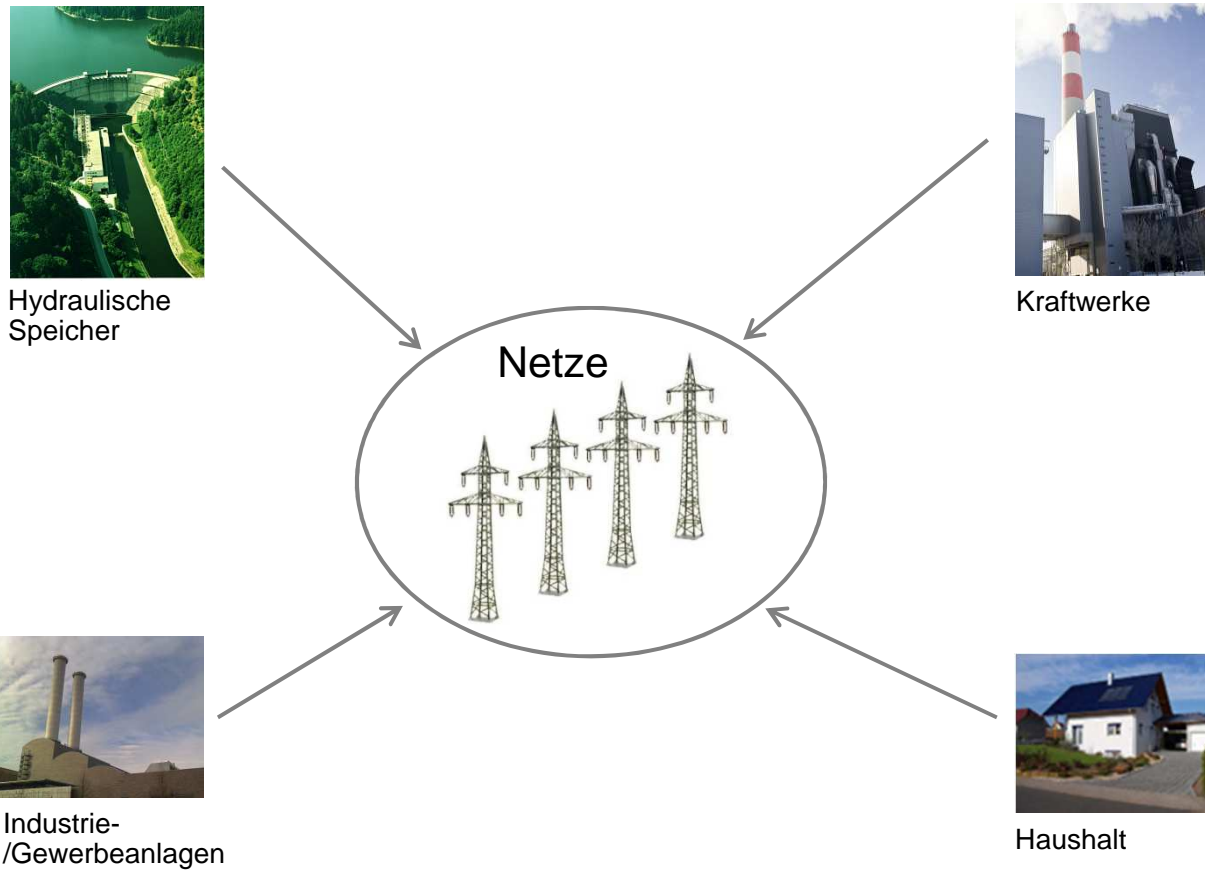 Hydraulische
Speicher
Kraftwerke
Netze
Industrie-
/Gewerbeanlagen
Haushalt